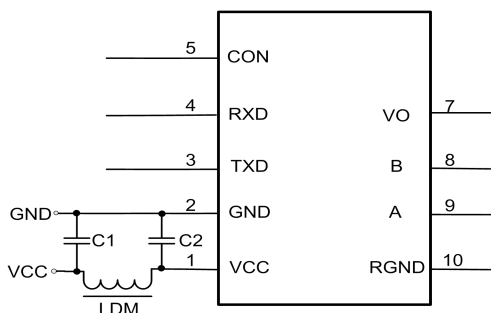 5 CON
4 RXD
VO 7
3 TXD
B 8
GND
2 GND
A 9
C1
C2
1 VCC
RGND 10
VCC
LDM